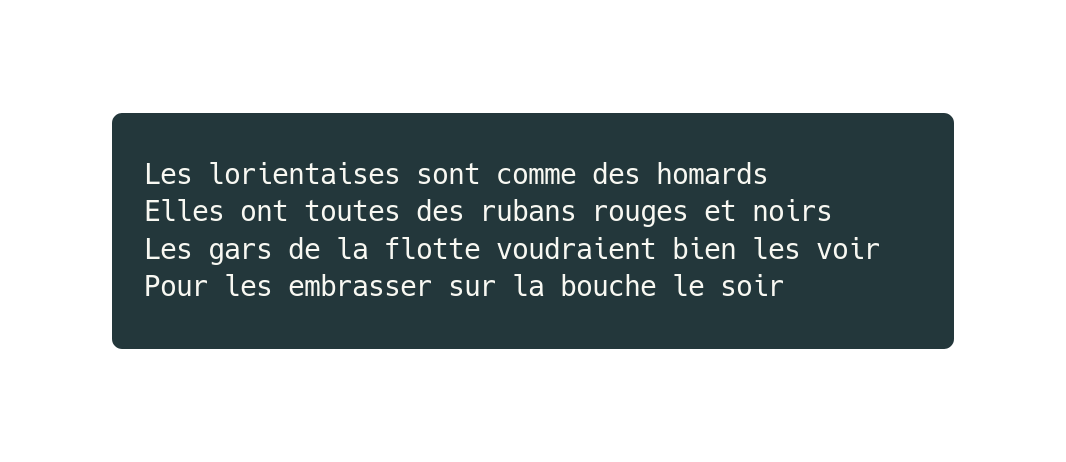 Les lorientaises sont comme des homards
Elles ont toutes des rubans rouges et noirs
Les gars de la flotte voudraient bien les voir
Pour les embrasser sur la bouche le soir